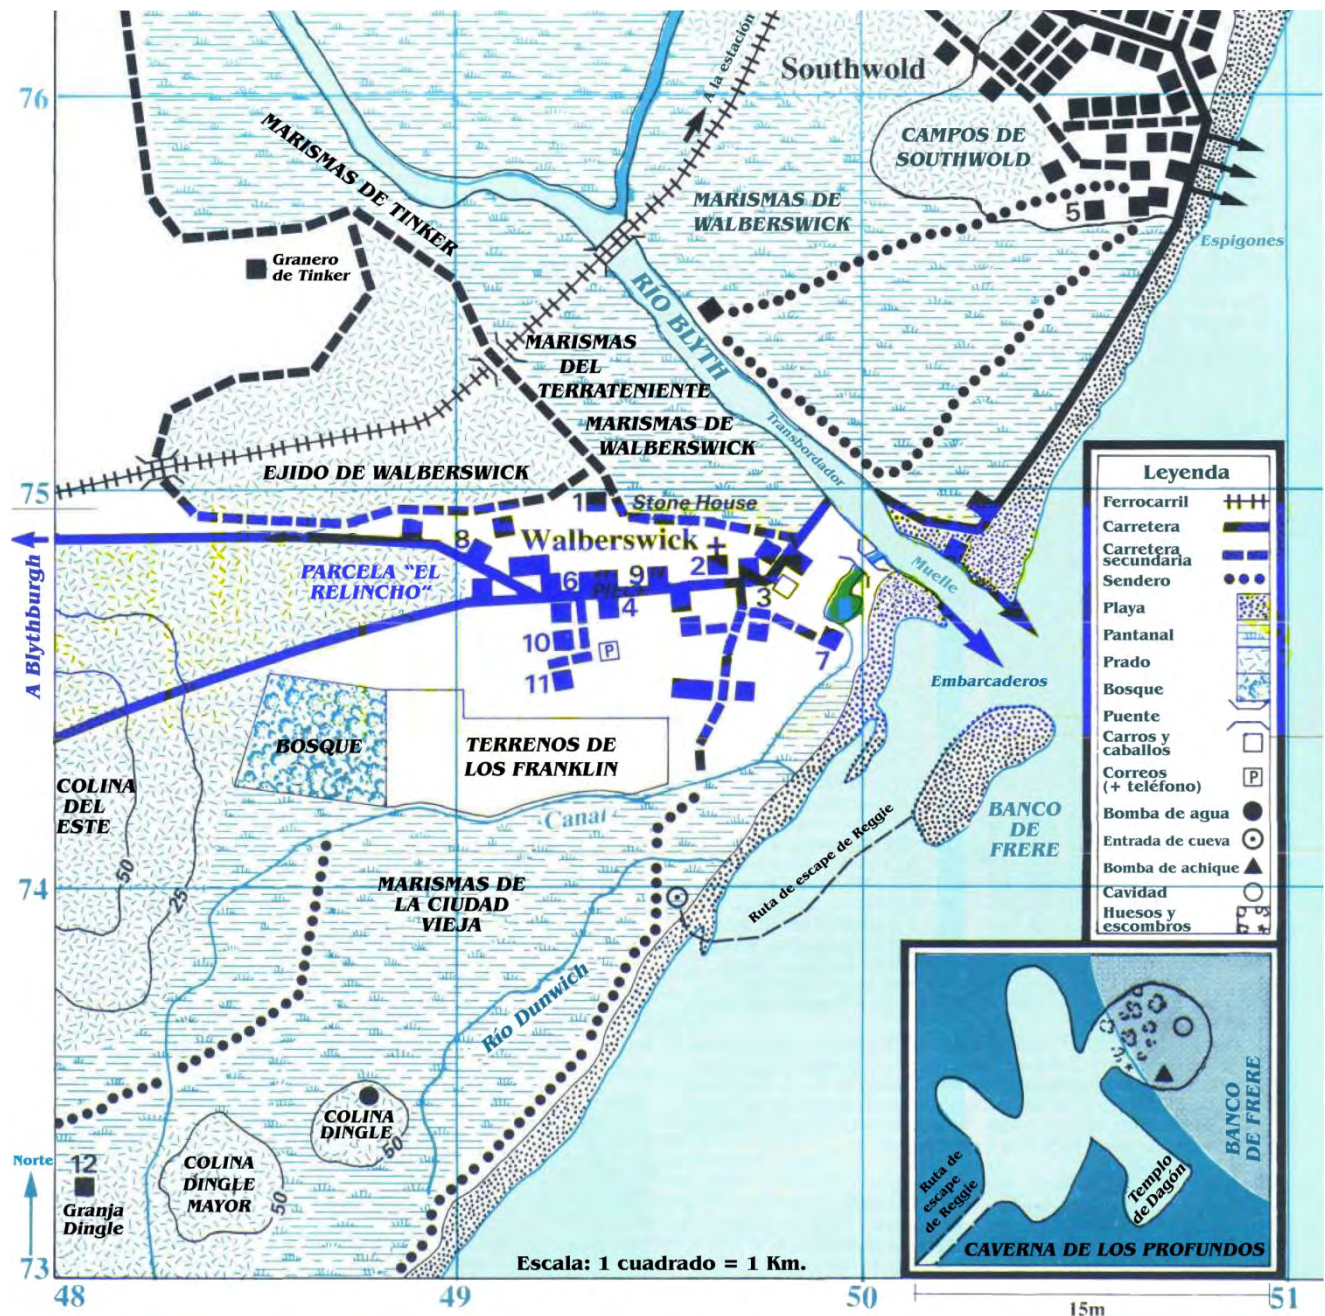 Southwold
76
A la estación
MARISMAS DE TINKER
CAMPOS DE
SOUTHWOLD
MARISMAS DE
WALBERSWICK
5
Espigones
Granero
de Tinker
RÍO BLYTH
MARISMAS
DEL
TERRATENIENTE
MARISMAS DE
WALBERSWICK
Transbordador
EJIDO DE WALBERSWICK
75
1
Stone House
Walberswick
8
A Blythburgh
PARCELA "EL
RELINCHO"
6
9
2
4
3
10
P
11
7
Muelle
Embarcaderos
BOSQUE
TERRENOS DE
LOS FRANKLIN
COLINA
DEL
ESTE
50
25
Canal
BANCO
DE
FRERE
Ruta de escape de Reggie
74
MARISMAS DE
LA CIUDAD
VIEJA
Río Dunwich
COLINA
DINGLE
50
COLINA
DINGLE
MAYOR
50
Norte
12
Granja
Dingle
73
Escala: 1 cuadrado = 1 Km.
48
49
50
51
Leyenda
Ferrocarril
Carretera
Carretera
secundaria
Sendero
Playa
Pantanal
Prado
Bosque
Puente
Carros y
caballos
Correos
(+ teléfono)
P
Bomba de agua
Entrada de cueva
Bomba de achique
Cavidad
Huesos y
escombros
BANCO
DE FRERE
Ruta de
escape
de Reggie
Templo
de Dagón
CAVERNA DE LOS PROFUNDOS
15m